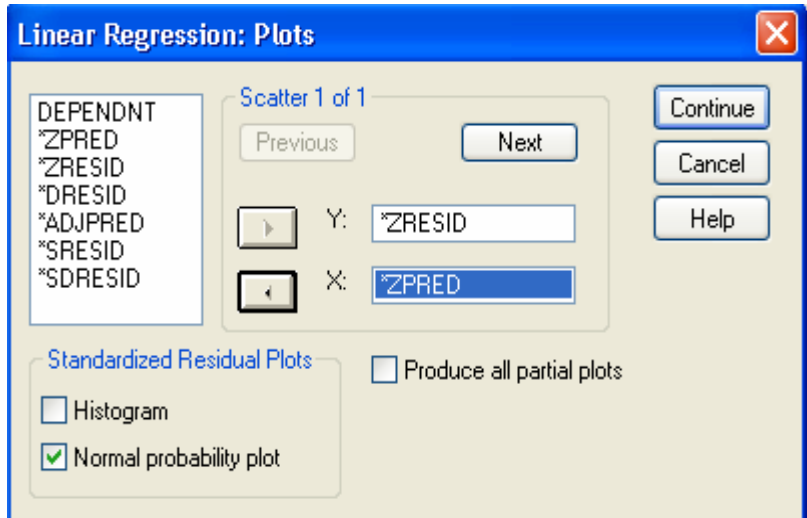 Linear Regression: Plots
DEPENDNT
*ZPRED
*ZRESID
*DRESID
*ADJPRED
*SRESID
*SDRESID
Scatter 1 of 1
Previous
Next
Y: *ZRESID
X: *ZPRED
Continue
Cancel
Help
Standardized Residual Plots
Histogram
Normal probability plot
Produce all partial plots